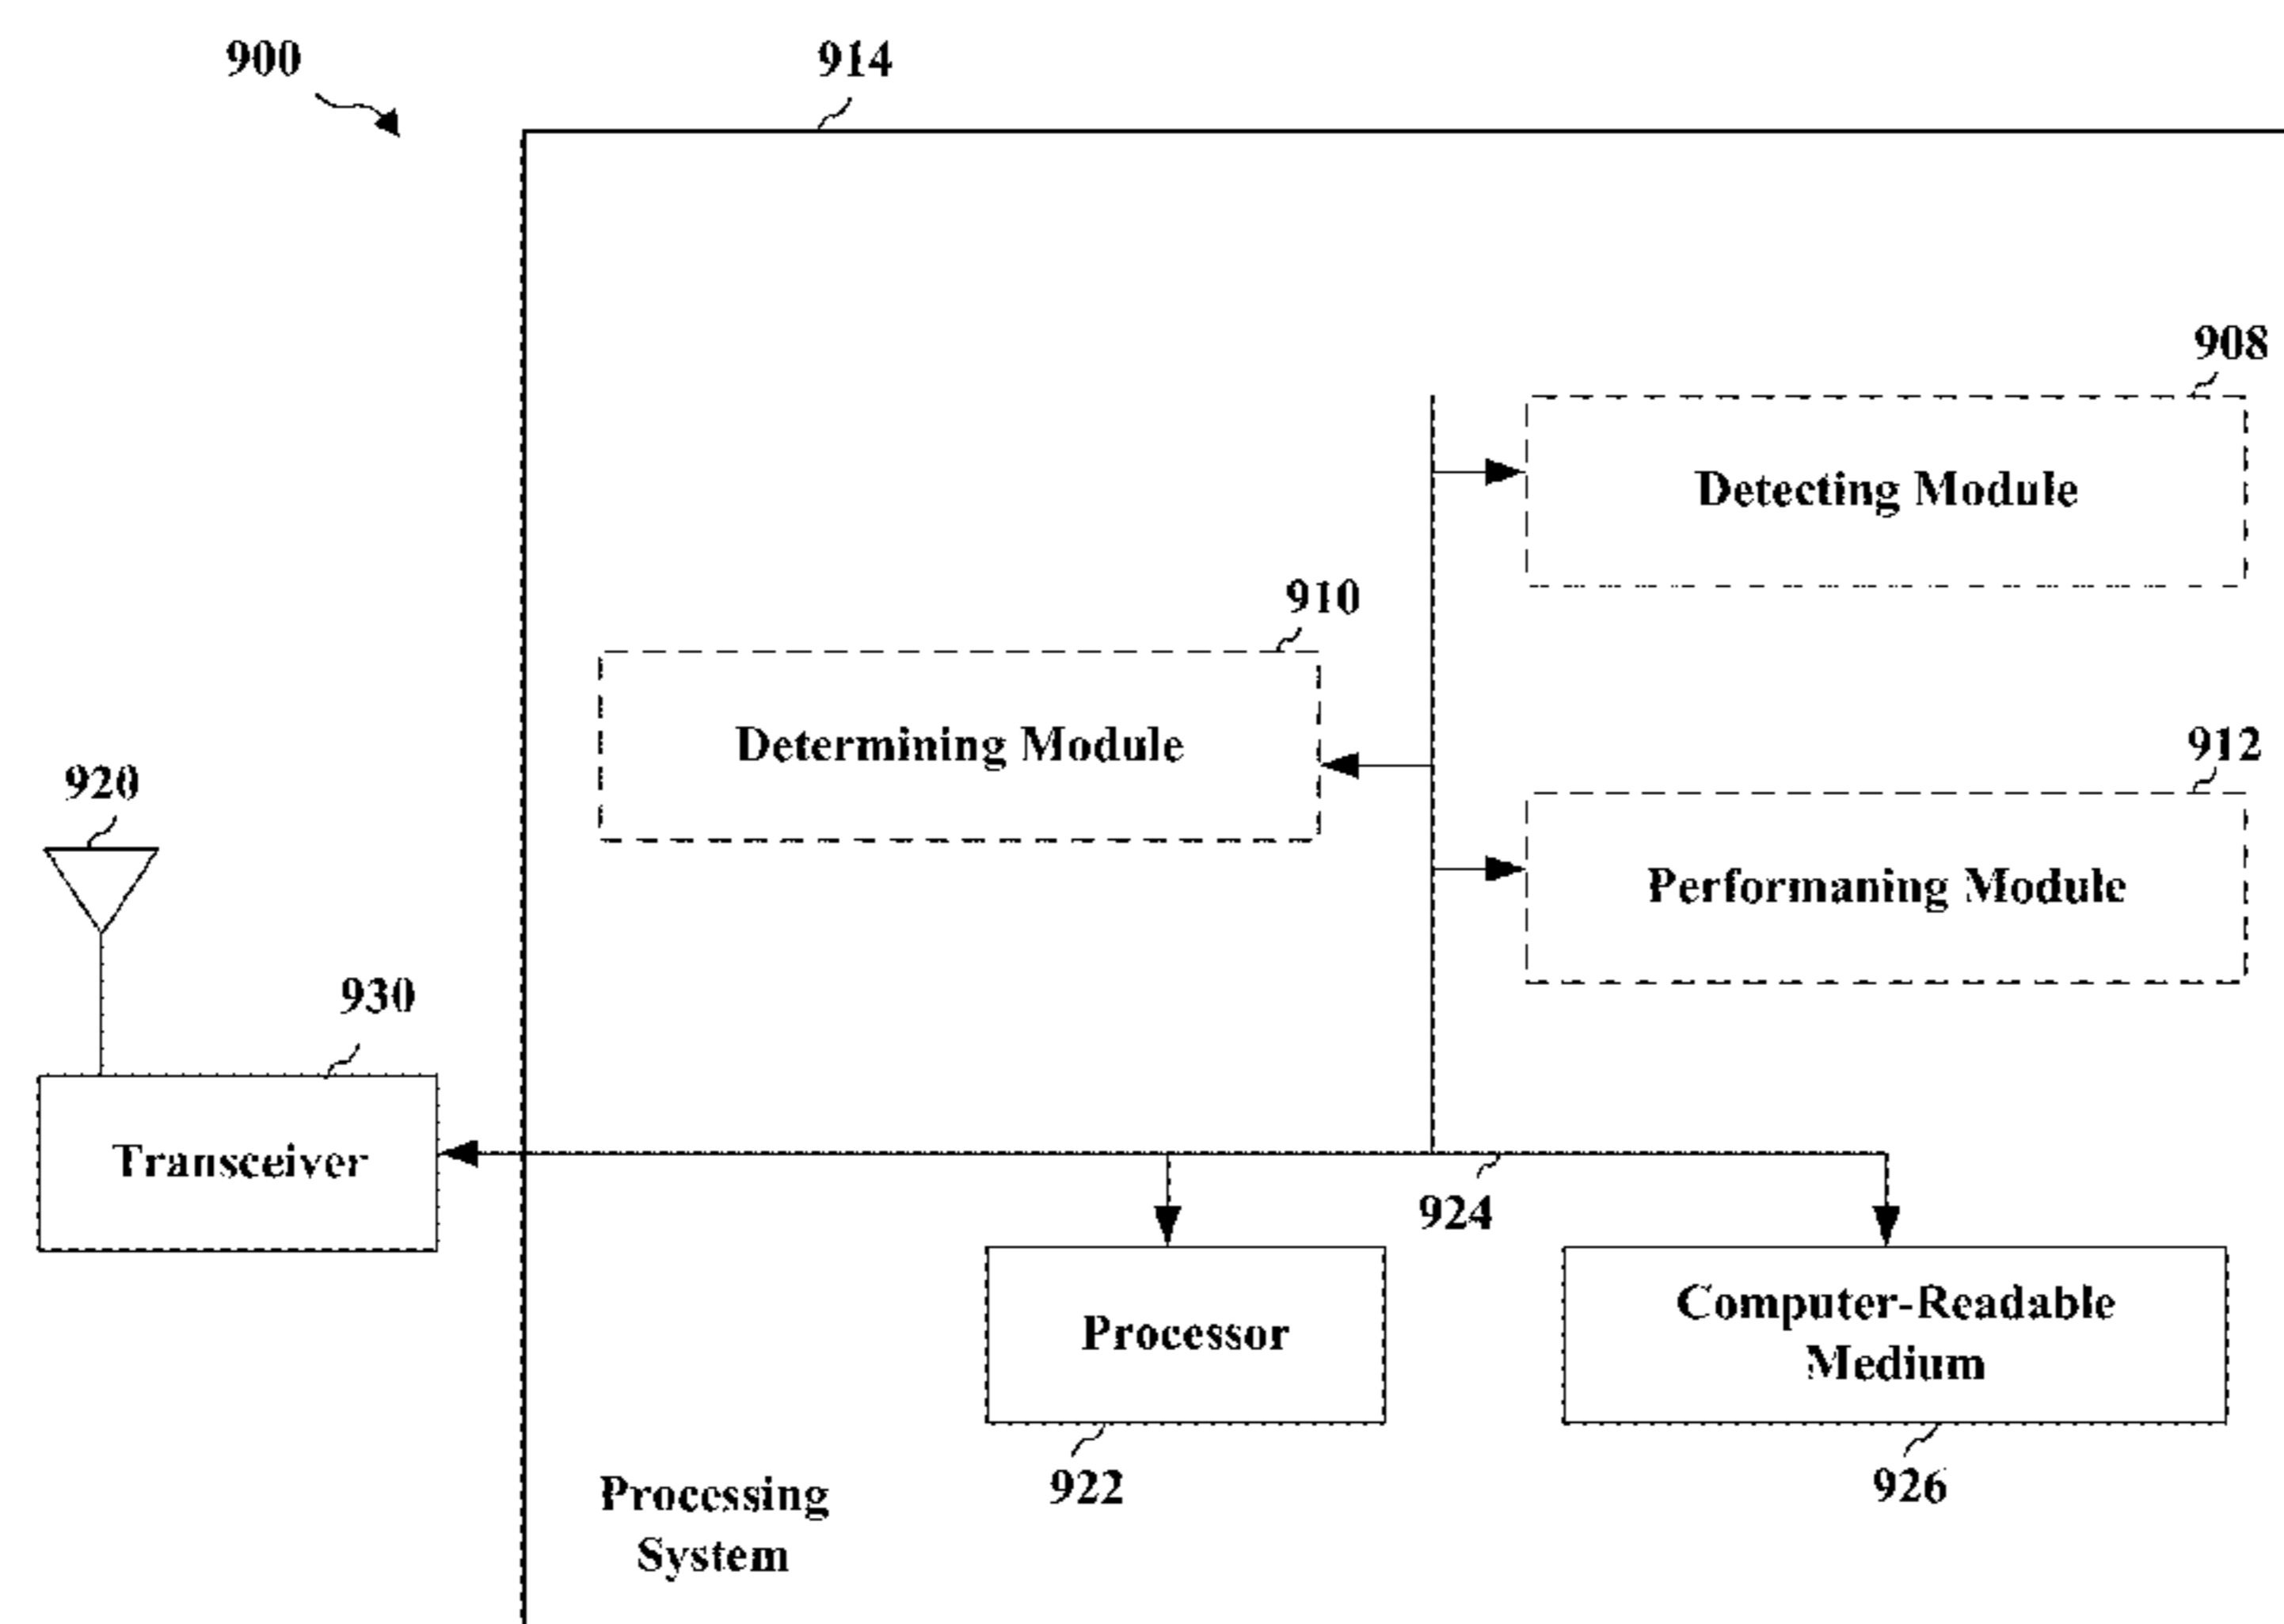 900
914
908
Detecting Module
910
Determining Module
912
Performaning Module
920
930
Transceiver
924
Processor
Computer-Readable
Medium
922
926
Processing
System